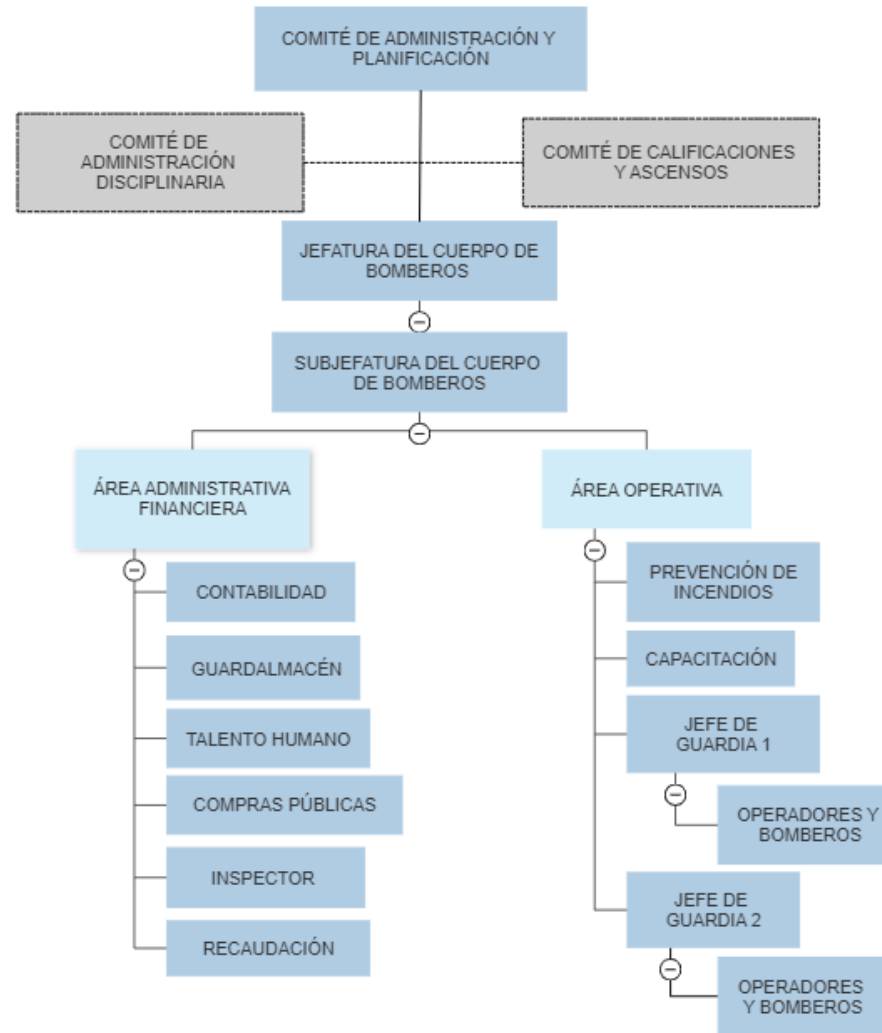 COMITÉ DE ADMINISTRACIÓN Y
PLANIFICACIÓN
COMITÉ DE
ADMINISTRACIÓN
DISCIPLINARIA
COMITÉ DE CALIFICACIONES
Y ASCENSOS
JEFATURA DEL CUERPO DE
BOMBEROS
SUBJEFATURA DEL CUERPO
DE BOMBEROS
ÁREA ADMINISTRATIVA
FINANCIERA
CONTABILIDAD
GUARDALMACÉN
TALENTO HUMANO
COMPRAS PÚBLICAS
INSPECTOR
RECAUDACIÓN
ÁREA OPERATIVA
PREVENCIÓN DE
INCENDIOS
CAPACITACIÓN
JEFE DE
GUARDIA 1
OPERADORES Y
BOMBEROS
JEFE DE
GUARDIA 2
OPERADORES
Y BOMBEROS